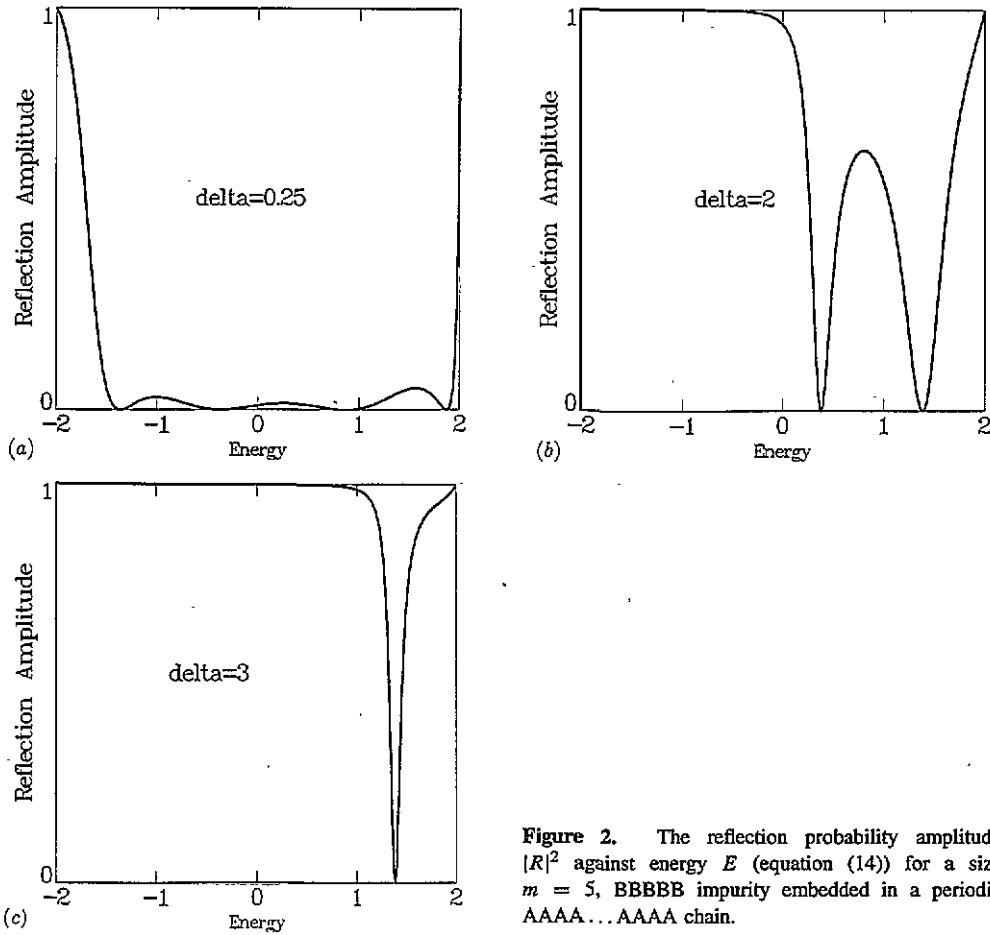 1
Reflection Amplitude
delta=0.25
0
-2 -1 0 1 2
(a) Energy
1
Reflection Amplitude
delta=2
0
-2 -1 0 1 2
(b) Energy
1
Reflection Amplitude
delta=3
0
-2 -1 0 1 2
(c) Energy
Figure 2. The reflection probability amplitud
|R|² against energy E (equation (14)) for a siz
m = 5, BBBBB impurity embedded in a periodi
AAAA...AAAA chain.